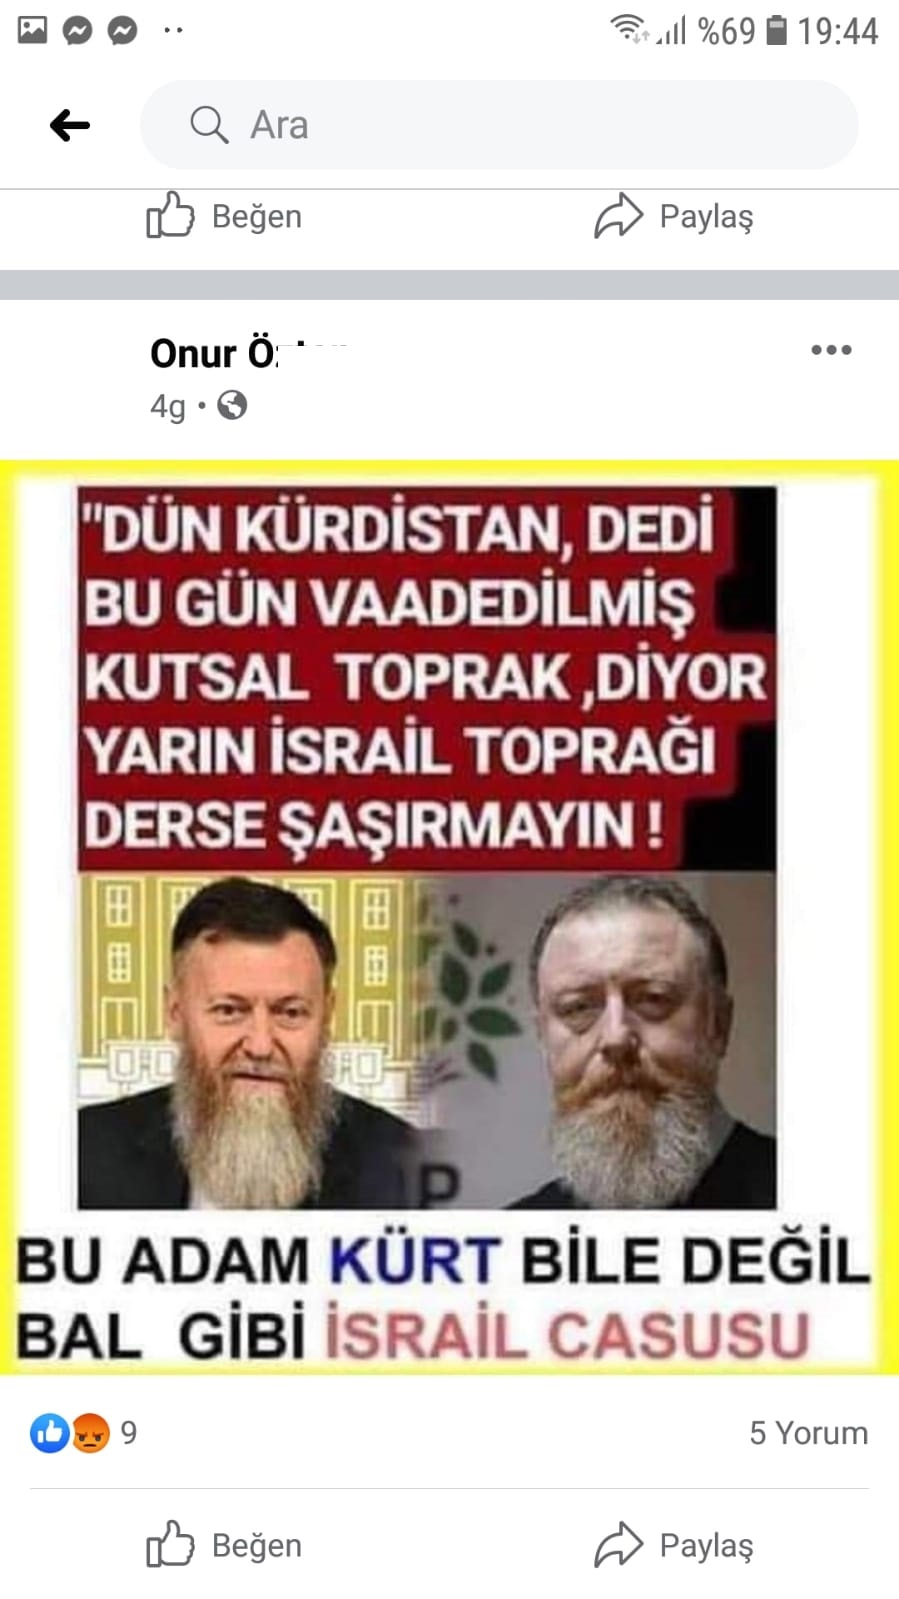 %69 19:44
Ara
Beğen Paylaş
Onur
4g
"DÜN KÜRDİSTAN, DEDİ
BU GÜN VAADEDİLMİŞ
KUTSAL TOPRAK ,DİYOR
YARIN İSRAİL TOPRAĞI
DERSE ŞAŞIRMAYIN !
P
BU ADAM KÜRT BİLE DEĞİL
BAL GİBİ İSRAİL CASUSU
9 5 Yorum
Beğen Paylaş